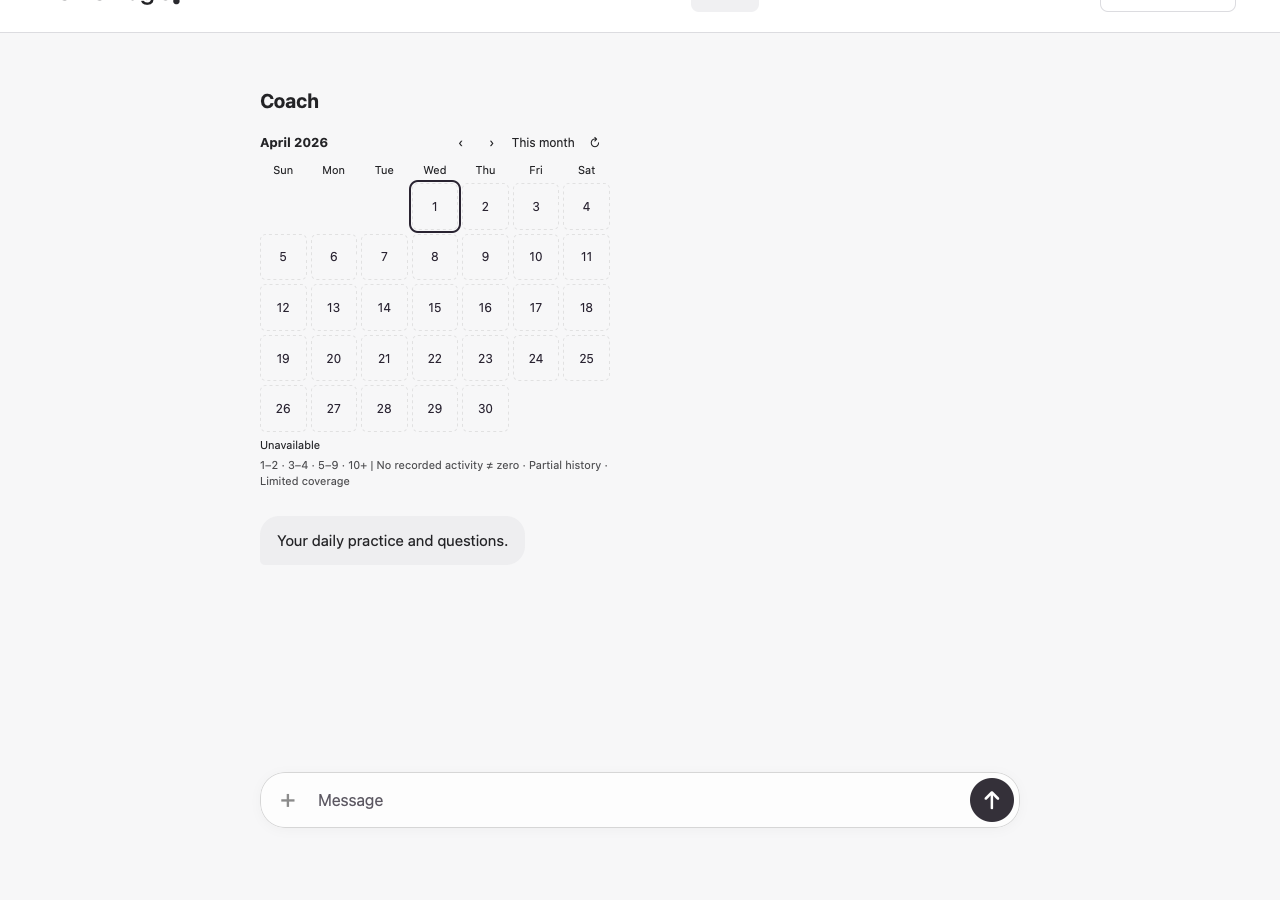 Coach
April 2026 ‹ › This month ↻
Sun Mon Tue Wed Thu Fri Sat
1 2 3 4
5 6 7 8 9 10 11
12 13 14 15 16 17 18
19 20 21 22 23 24 25
26 27 28 29 30
Unavailable
1–2 · 3–4 · 5–9 · 10+ | No recorded activity ≠ zero · Partial history ·
Limited coverage
Your daily practice and questions.
Message